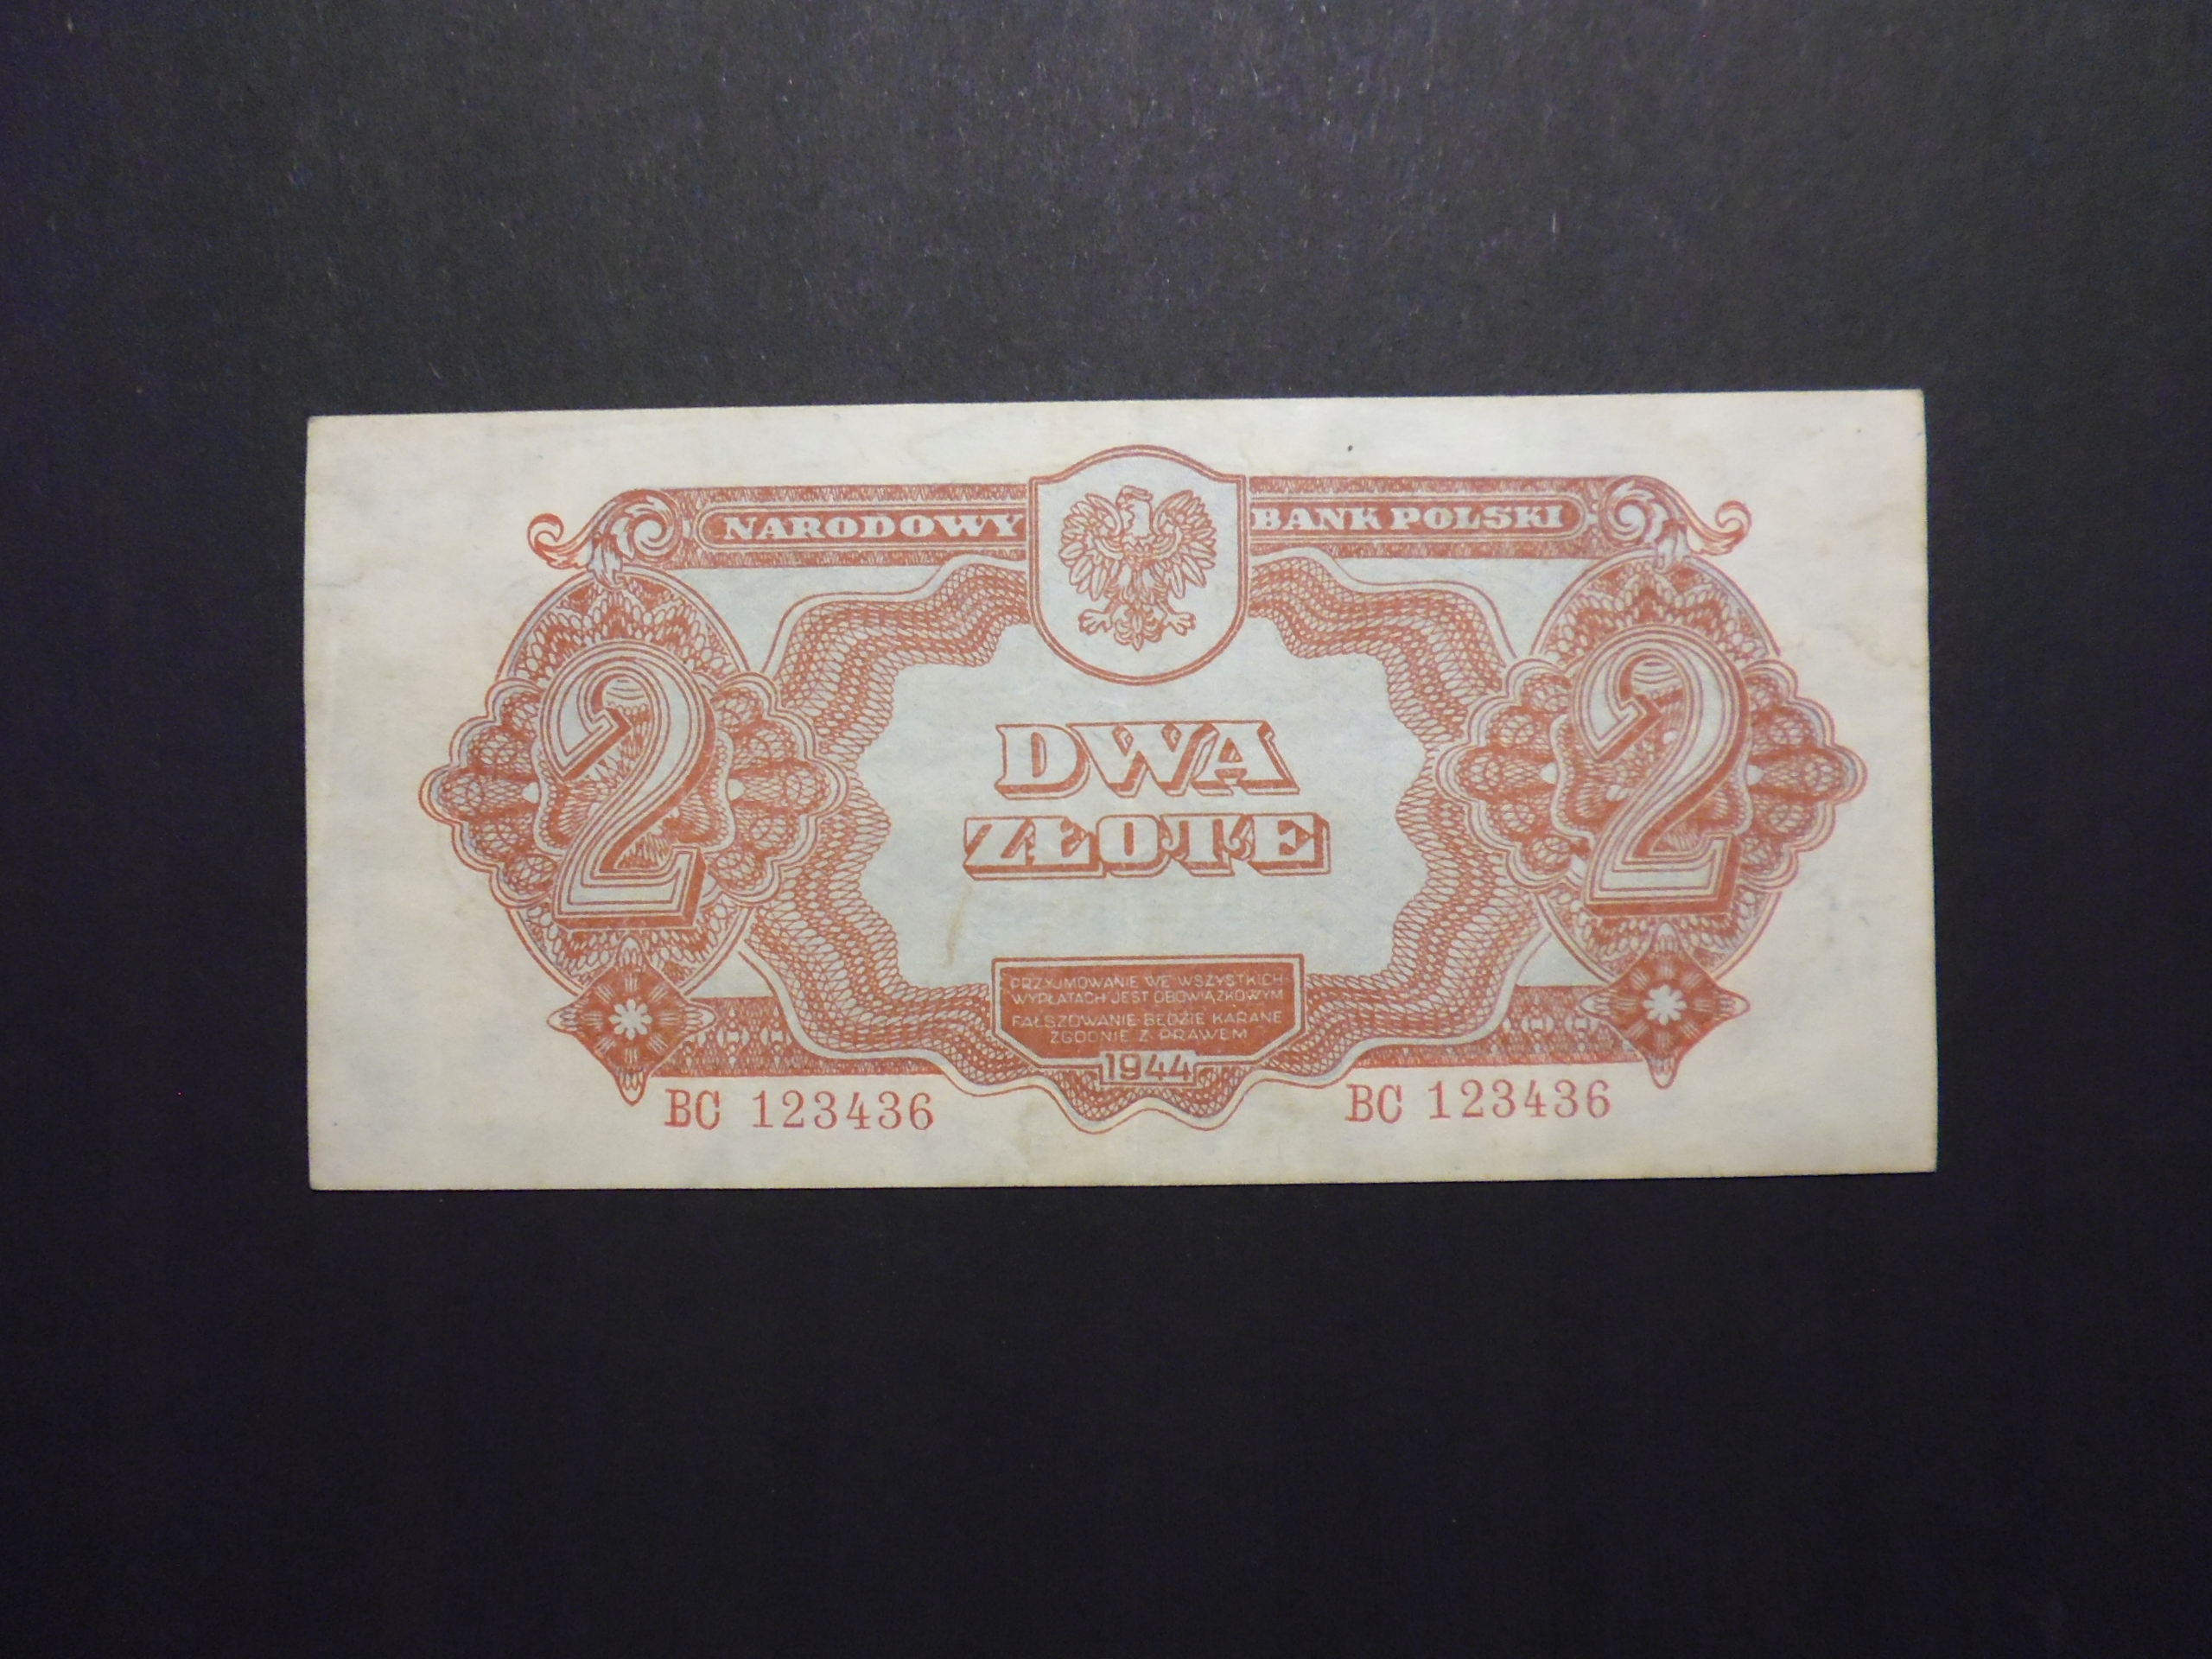 NARODOWY BANK POLSKI
2 2
DWA
ZŁOTE
PRZYJMOWANIE WE WSZYSTKICH
WYPŁATACH JEST OBOWIĄZKOWYM
FAŁSZOWANIE BĘDZIE KARANE
ZGODNIE Z PRAWEM
1944
BC 123436 BC 123436